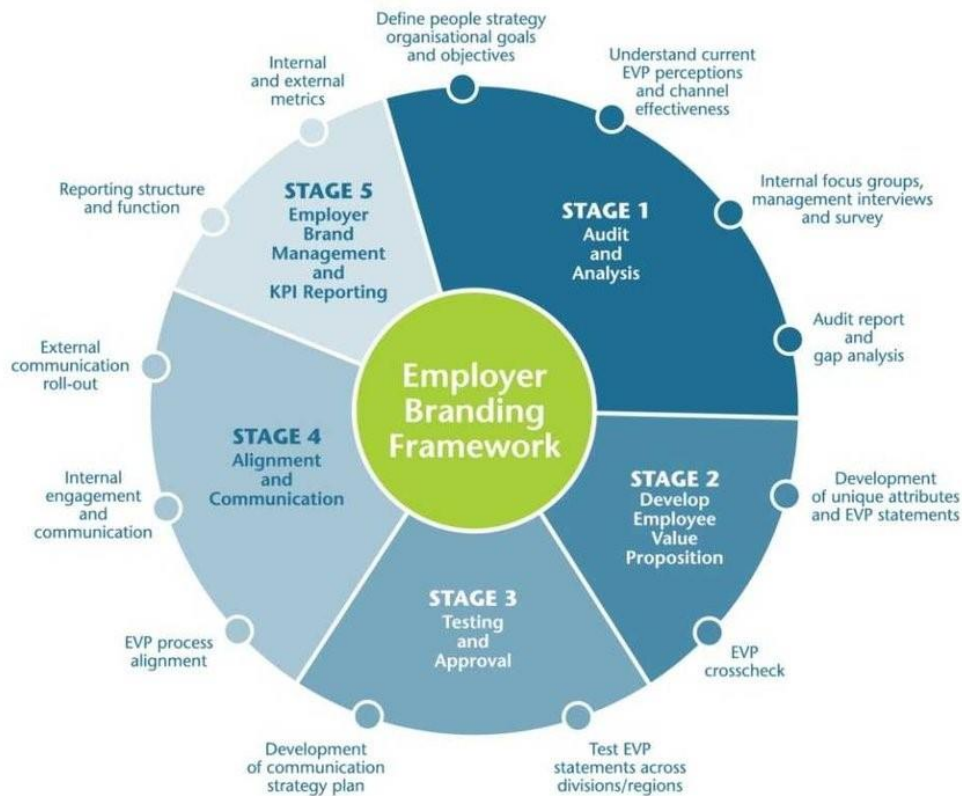 Define people strategy
organisational goals
and objectives
Understand current
EVP perceptions
and channel
effectiveness
Internal focus groups,
management interviews
and survey
Audit report
and
gap analysis
STAGE 1
Audit
and
Analysis
Development
of unique attributes
and EVP statements
EVP
crosscheck
STAGE 2
Develop
Employee
Value
Proposition
Test EVP
statements across
divisions/regions
Development
of communication
strategy plan
STAGE 3
Testing
and
Approval
EVP process
alignment
Internal
engagement and
communication
External
communication
roll-out
STAGE 4
Alignment
and
Communication
Reporting structure
and function
Internal
and external
metrics
STAGE 5
Employer
Brand
Management
and
KPI Reporting
Employer
Branding
Framework